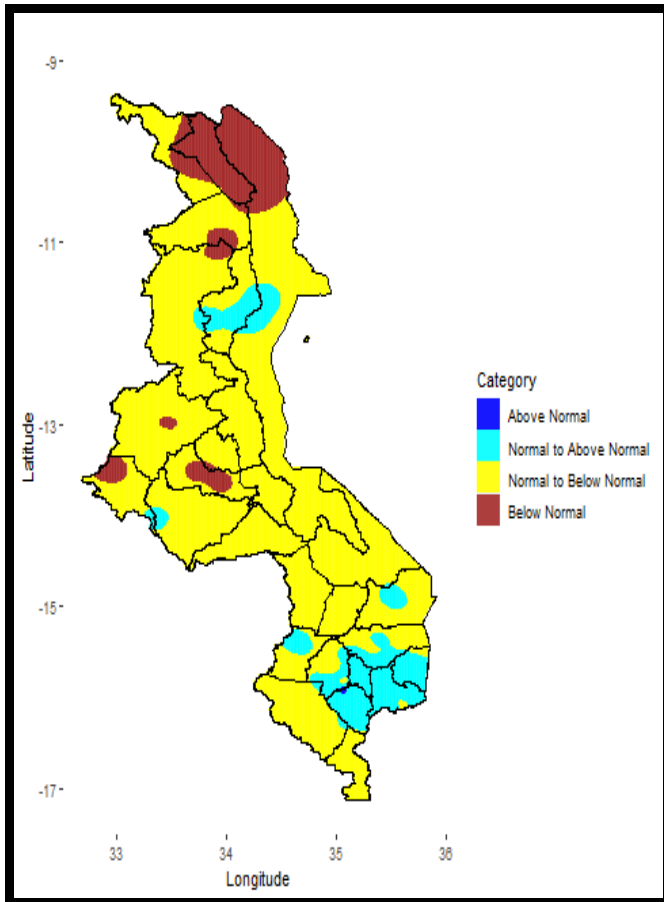 -9
-11
-13
-15
-17
Latitude
33
34
35
36
Longitude
Category
Above Normal
Normal to Above Normal
Normal to Below Normal
Below Normal